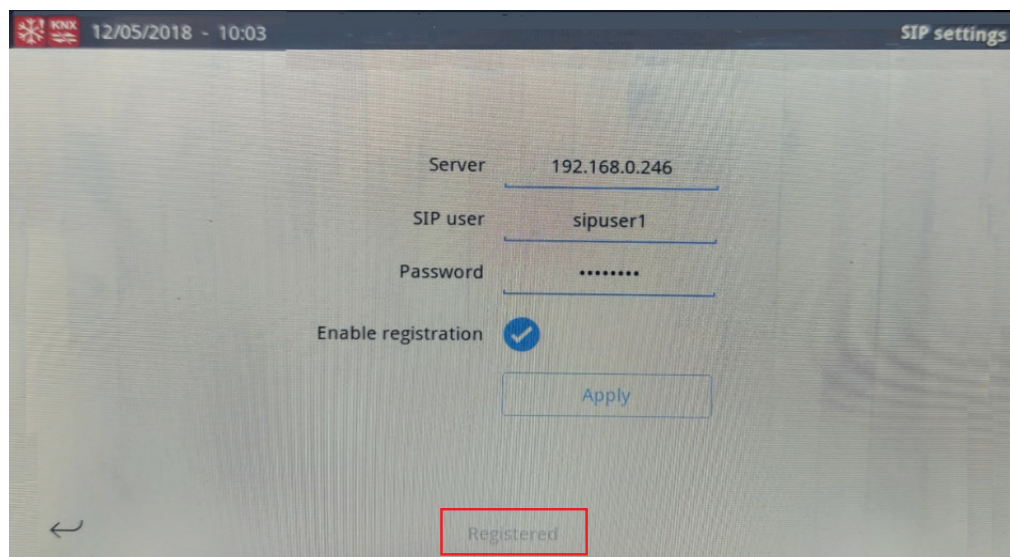 KNX 12/05/2018 - 10:03 SIP settings
Server 192.168.0.246
SIP user sipuser1
Password ••••••••
Enable registration
Apply
Registered